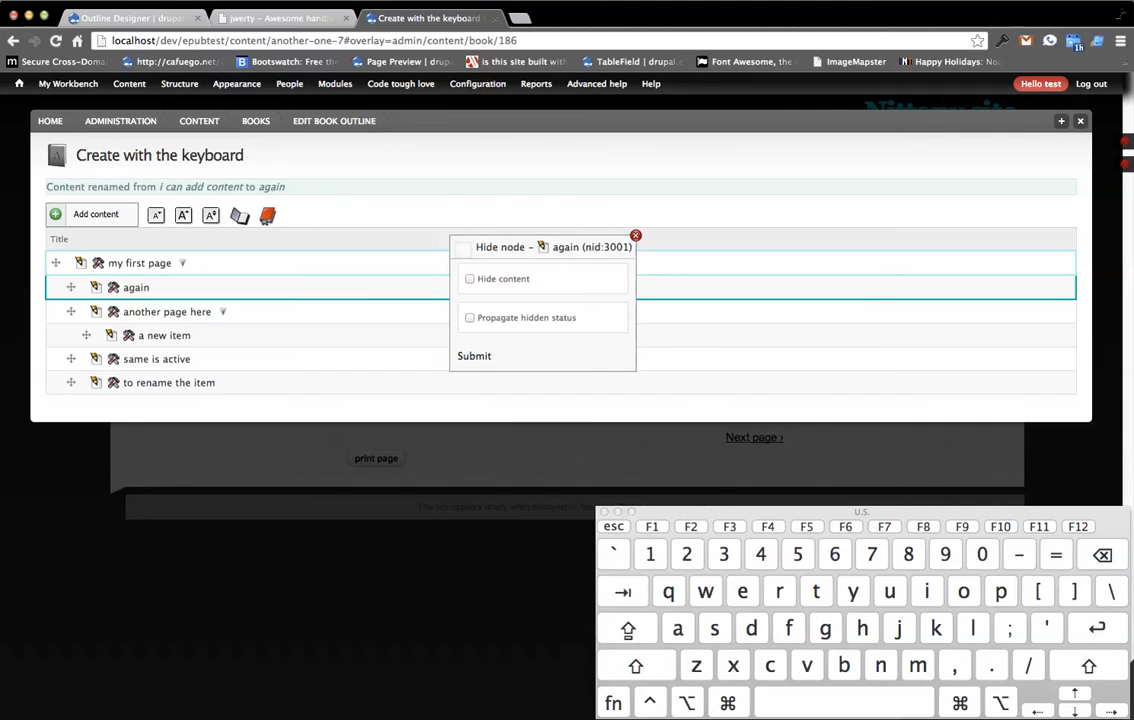 Outline Designer | drupal
jwerty – Awesome handl
Create with the keyboard |
localhost/dev/epubtest/content/another-one-7#overlay=admin/content/book/186
1h
m Secure Cross-Doma
http://cafuego.net/
B Bootswatch: Free the
Page Preview | drup
is this site built with
TableField | drupal.
Font Awesome, the
ImageMapster
Happy Holidays: No
My Workbench Content Structure Appearance People Modules Code tough love Configuration Reports Advanced help Help Hello test Log out
Nittany site
HOME ADMINISTRATION CONTENT BOOKS EDIT BOOK OUTLINE + ×
Create with the keyboard
Content renamed from i can add content to again
Add content A- A+ A
Title
Hide node – again (nid:3001)
my first page
Hide content
again
another page here
Propagate hidden status
a new item
Submit
same is active
to rename the item
Next page ›
print page
U.S.
esc F1 F2 F3 F4 F5 F6 F7 F8 F9 F10 F11 F12
` 1 2 3 4 5 6 7 8 9 0 – =
q w e r t y u i o p [ ] \
a s d f g h j k l ; '
z x c v b n m , . /
fn ^ ⌥ ⌘ ⌘ ⌥